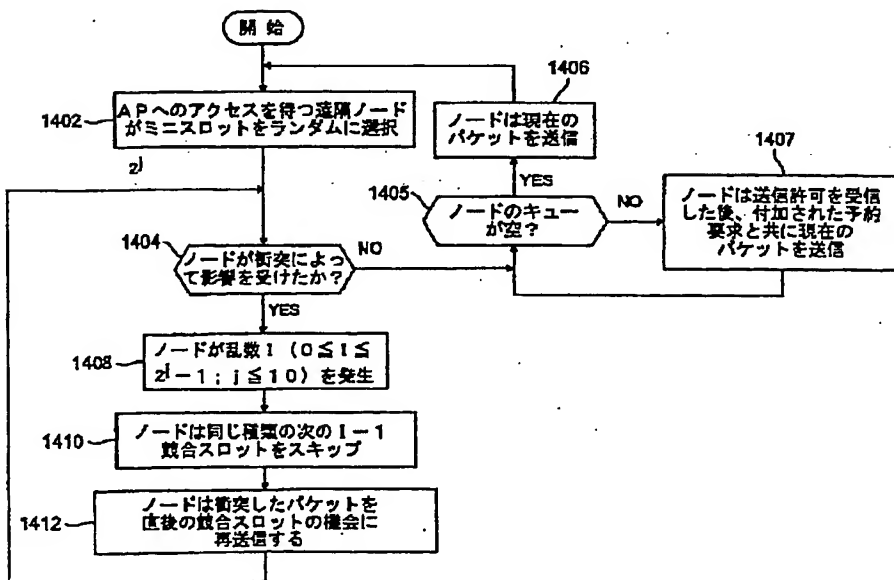 開始
1402
APへのアクセスを待つ遠隔ノード
がミニスロットをランダムに選択
2j
1404
ノードが衝突によっ
て影響を受けたか?
NO
YES
1406
ノードは現在の
パケットを送信
YES
1405
ノードのキュー
が空?
NO
1407
ノードは送信許可を受信
した後、付加された予約
要求と共に現在の
パケットを送信
1408
ノードが乱数I(0≦I≦
2j-1;j≦10)を発生
1410
ノードは同じ種類の次のI-1
競合スロットをスキップ
1412
ノードは衝突したパケットを
直後の競合スロットの機会に
再送信する